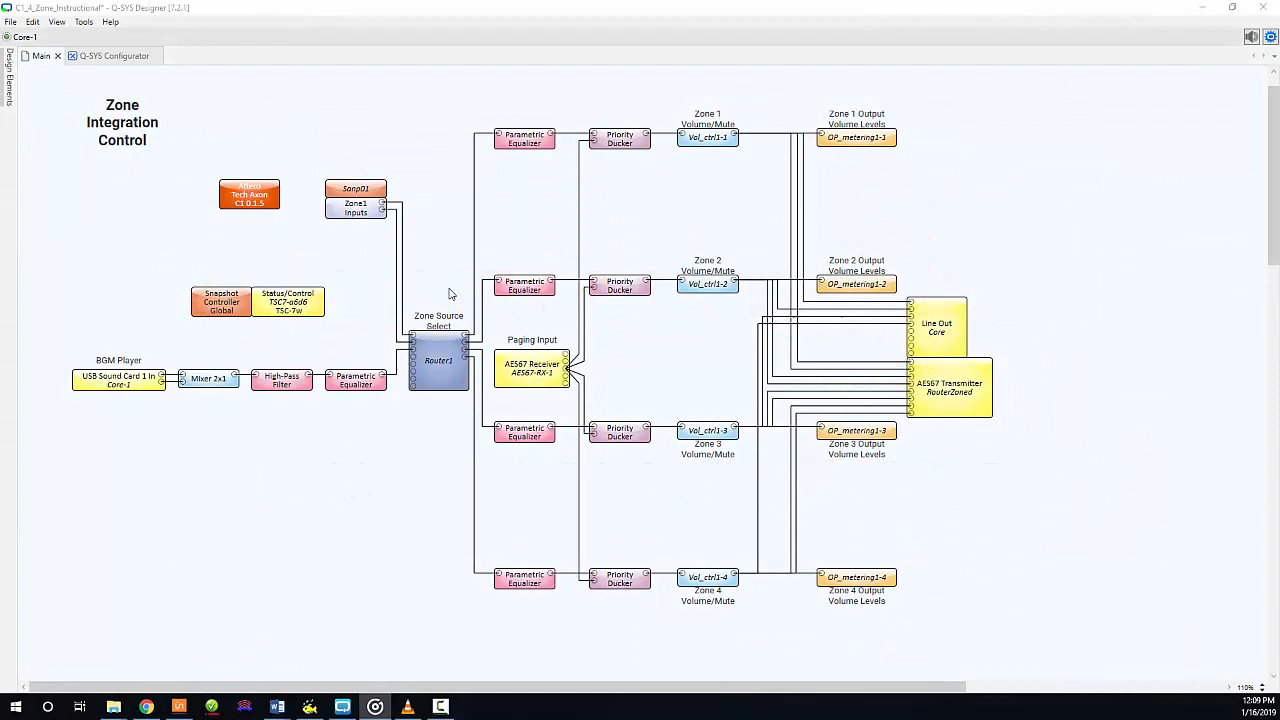 C1_4_Zone_Instructional* - Q-SYS Designer [7.2.1]
File Edit View Tools Help
Core-1
Main
Q-SYS Configurator
Design Elements
Zone
Integration
Control
Attero
Tech Axon
C1 0.1.5
Sanp01
Zone1
Inputs
Snapshot
Controller
Global
Status/Control
TSC7-a6d6
TSC-7w
BGM Player
USB Sound Card 1 In
Core-1
Mixer 2x1
High-Pass
Filter
Parametric
Equalizer
Zone Source
Select
Router1
Parametric
Equalizer
Priority
Ducker
Zone 1
Volume/Mute
Vol_ctrl1-1
Zone 1 Output
Volume Levels
OP_metering1-1
Parametric
Equalizer
Priority
Ducker
Zone 2
Volume/Mute
Vol_ctrl1-2
Zone 2 Output
Volume Levels
OP_metering1-2
Paging Input
AES67 Receiver
AES67-RX-1
Line Out
Core
AES67 Transmitter
RouterZoned
Parametric
Equalizer
Priority
Ducker
Vol_ctrl1-3
Zone 3
Volume/Mute
OP_metering1-3
Zone 3 Output
Volume Levels
Parametric
Equalizer
Priority
Ducker
Vol_ctrl1-4
Zone 4
Volume/Mute
OP_metering1-4
Zone 4 Output
Volume Levels
110%
12:09 PM
1/16/2019